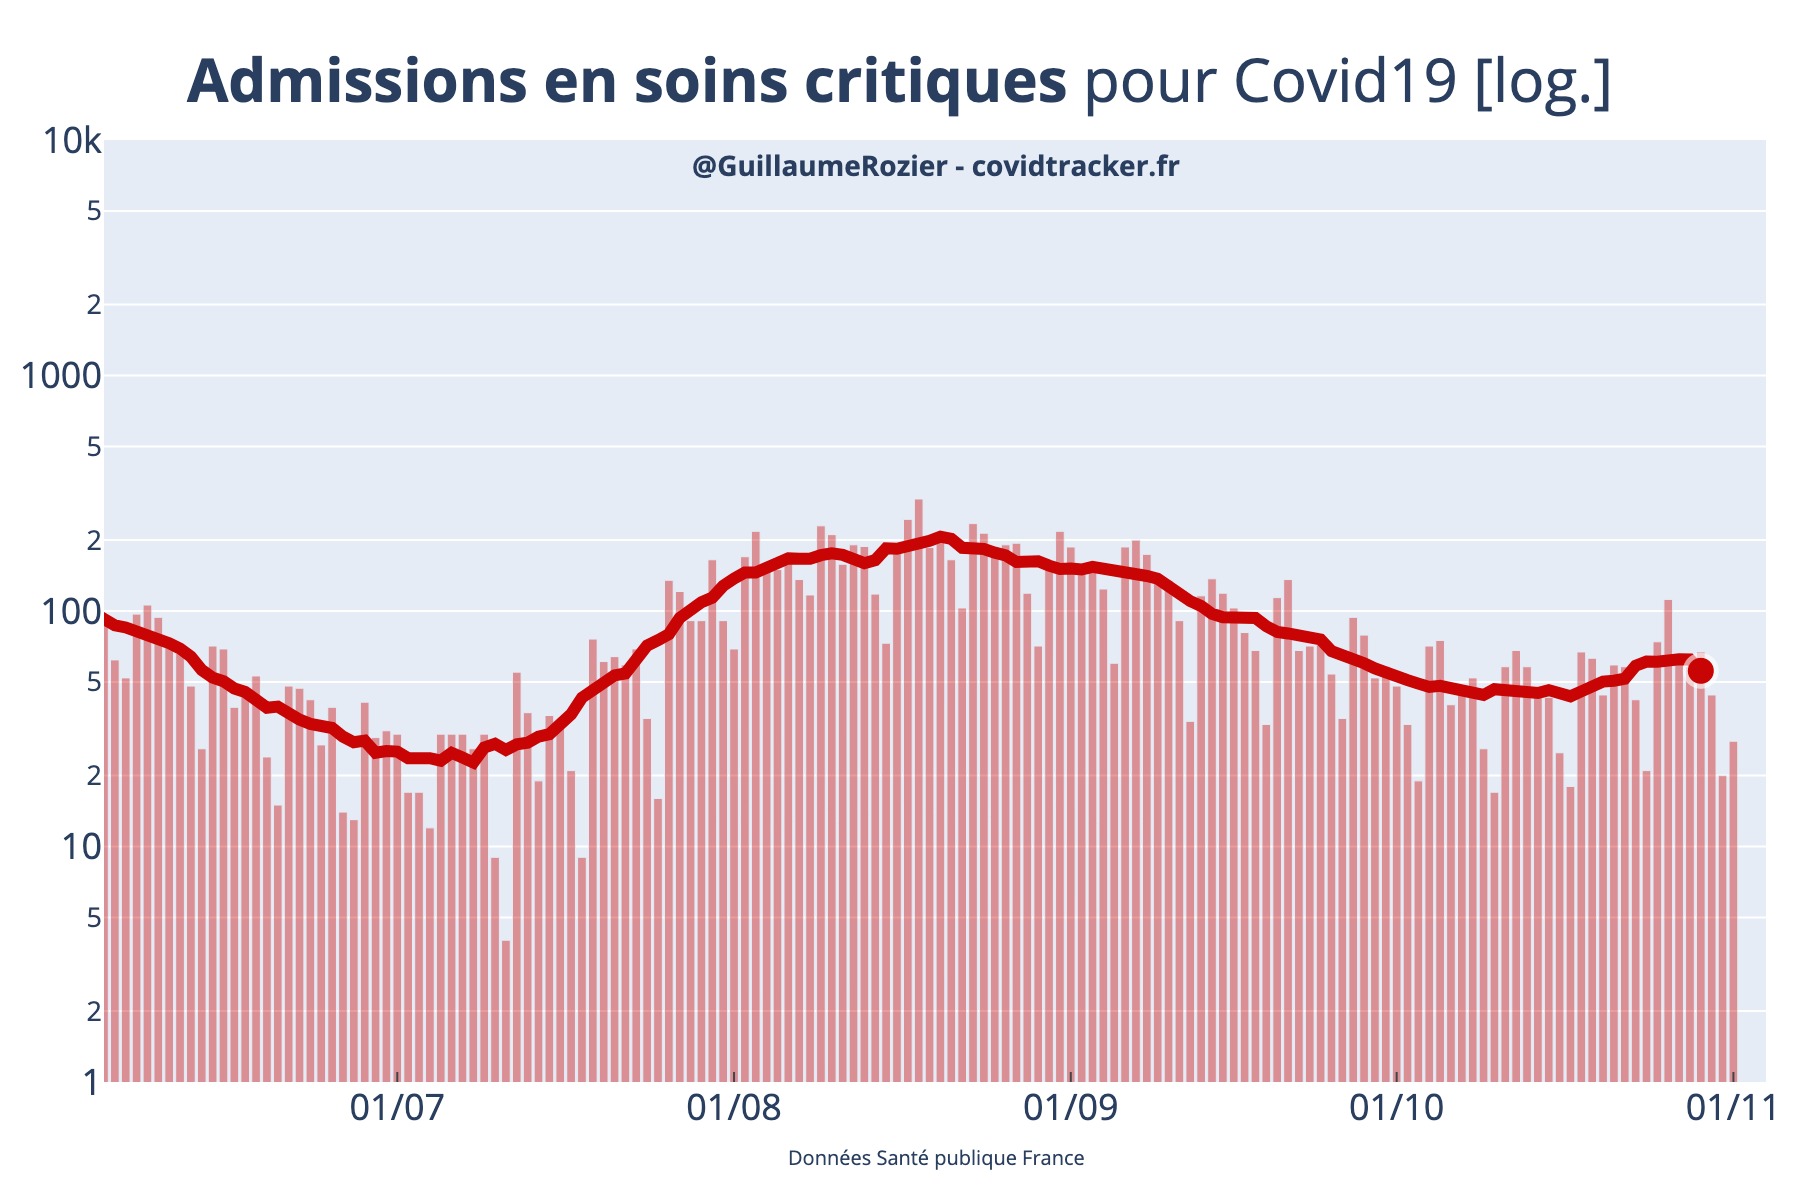 Admissions en soins critiques pour Covid19 [log.]
@GuillaumeRozier - covidtracker.fr
10k
5
2
1000
5
2
100
5
2
10
5
2
1
01/07 01/08 01/09 01/10 01/11
Données Santé publique France